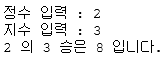 정수 입력 : 2
지수 입력 : 3
2 의 3 승은 8 입니다.